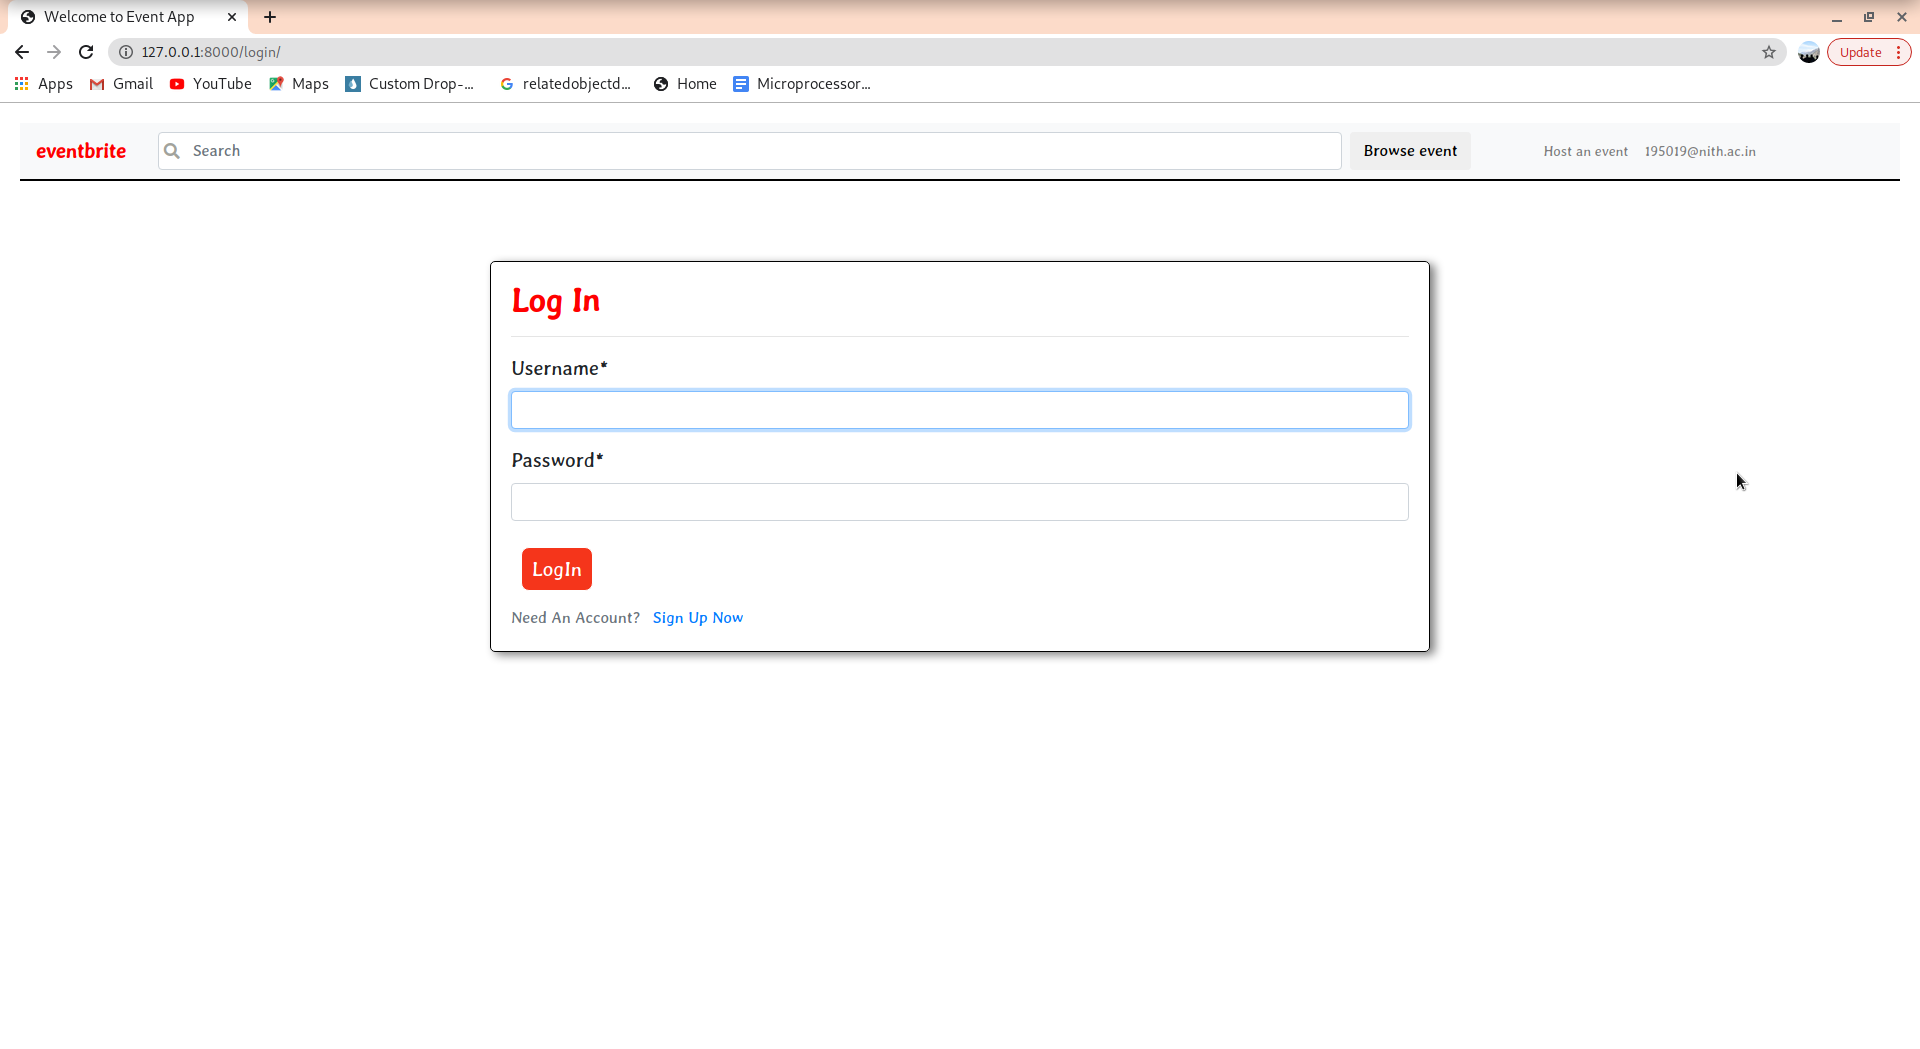 Welcome to Event App
127.0.0.1:8000/login/
Update
Apps Gmail YouTube Maps Custom Drop-... relatedobjectd... Home Microprocessor...
eventbrite Search Browse event Host an event 195019@nith.ac.in
Log In
Username*
Password*
LogIn
Need An Account? Sign Up Now